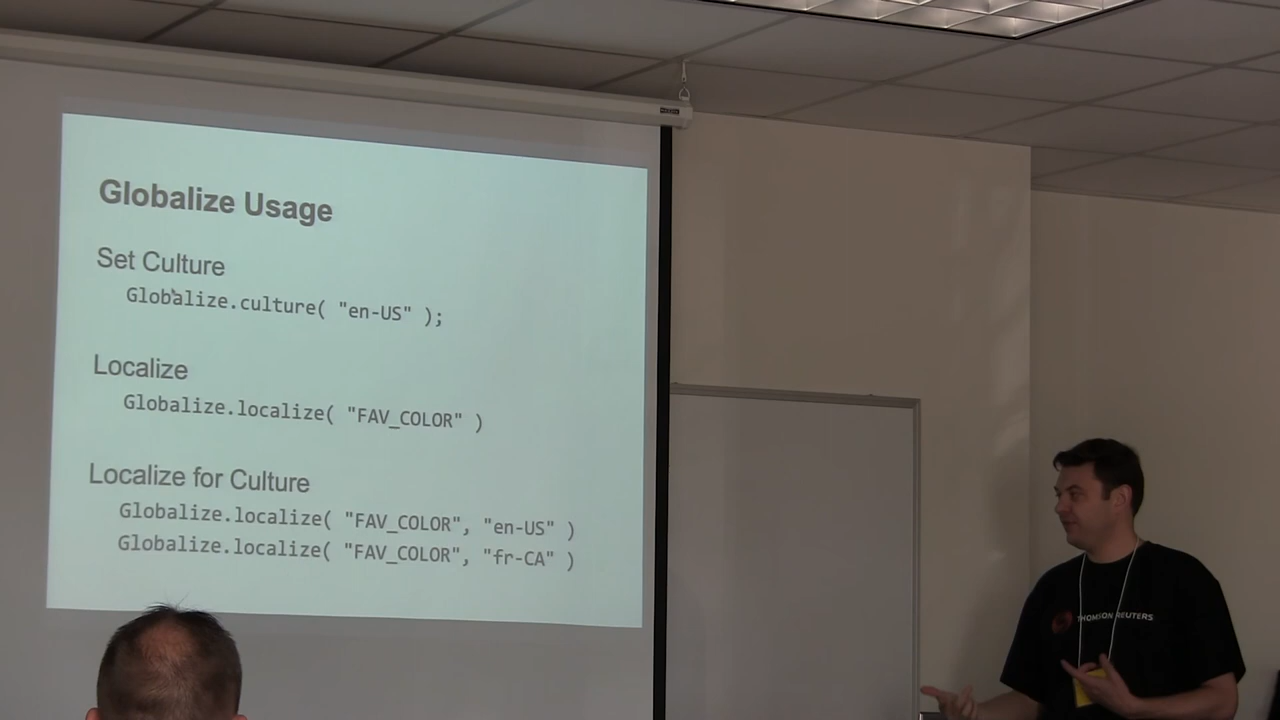 Globalize Usage
Set Culture
Globalize.culture( "en-US" );
Localize
Globalize.localize( "FAV_COLOR" )
Localize for Culture
Globalize.localize( "FAV_COLOR", "en-US" )
Globalize.localize( "FAV_COLOR", "fr-CA" )
THOMSON REUTERS